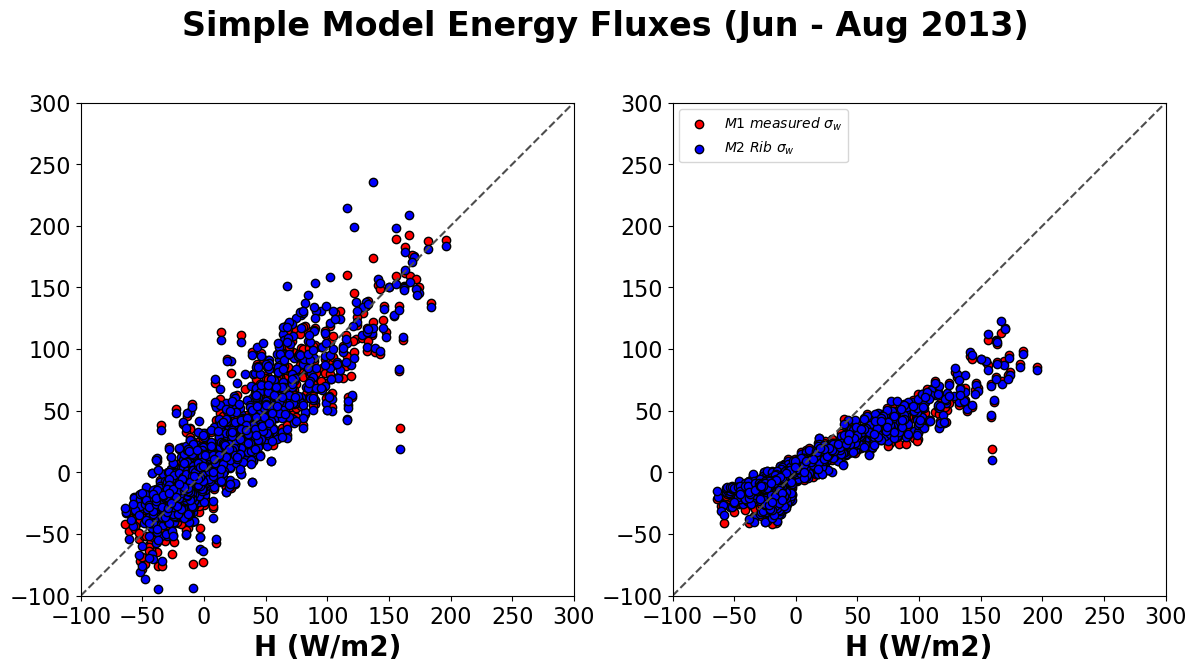 Simple Model Energy Fluxes (Jun - Aug 2013)
300
250
200
150
100
50
0
−50
−100
−100 −50 0 50 100 150 200 250 300
H (W/m2)
M1 measured σw
M2 Rib σw
300
250
200
150
100
50
0
−50
−100
−100 −50 0 50 100 150 200 250 300
H (W/m2)